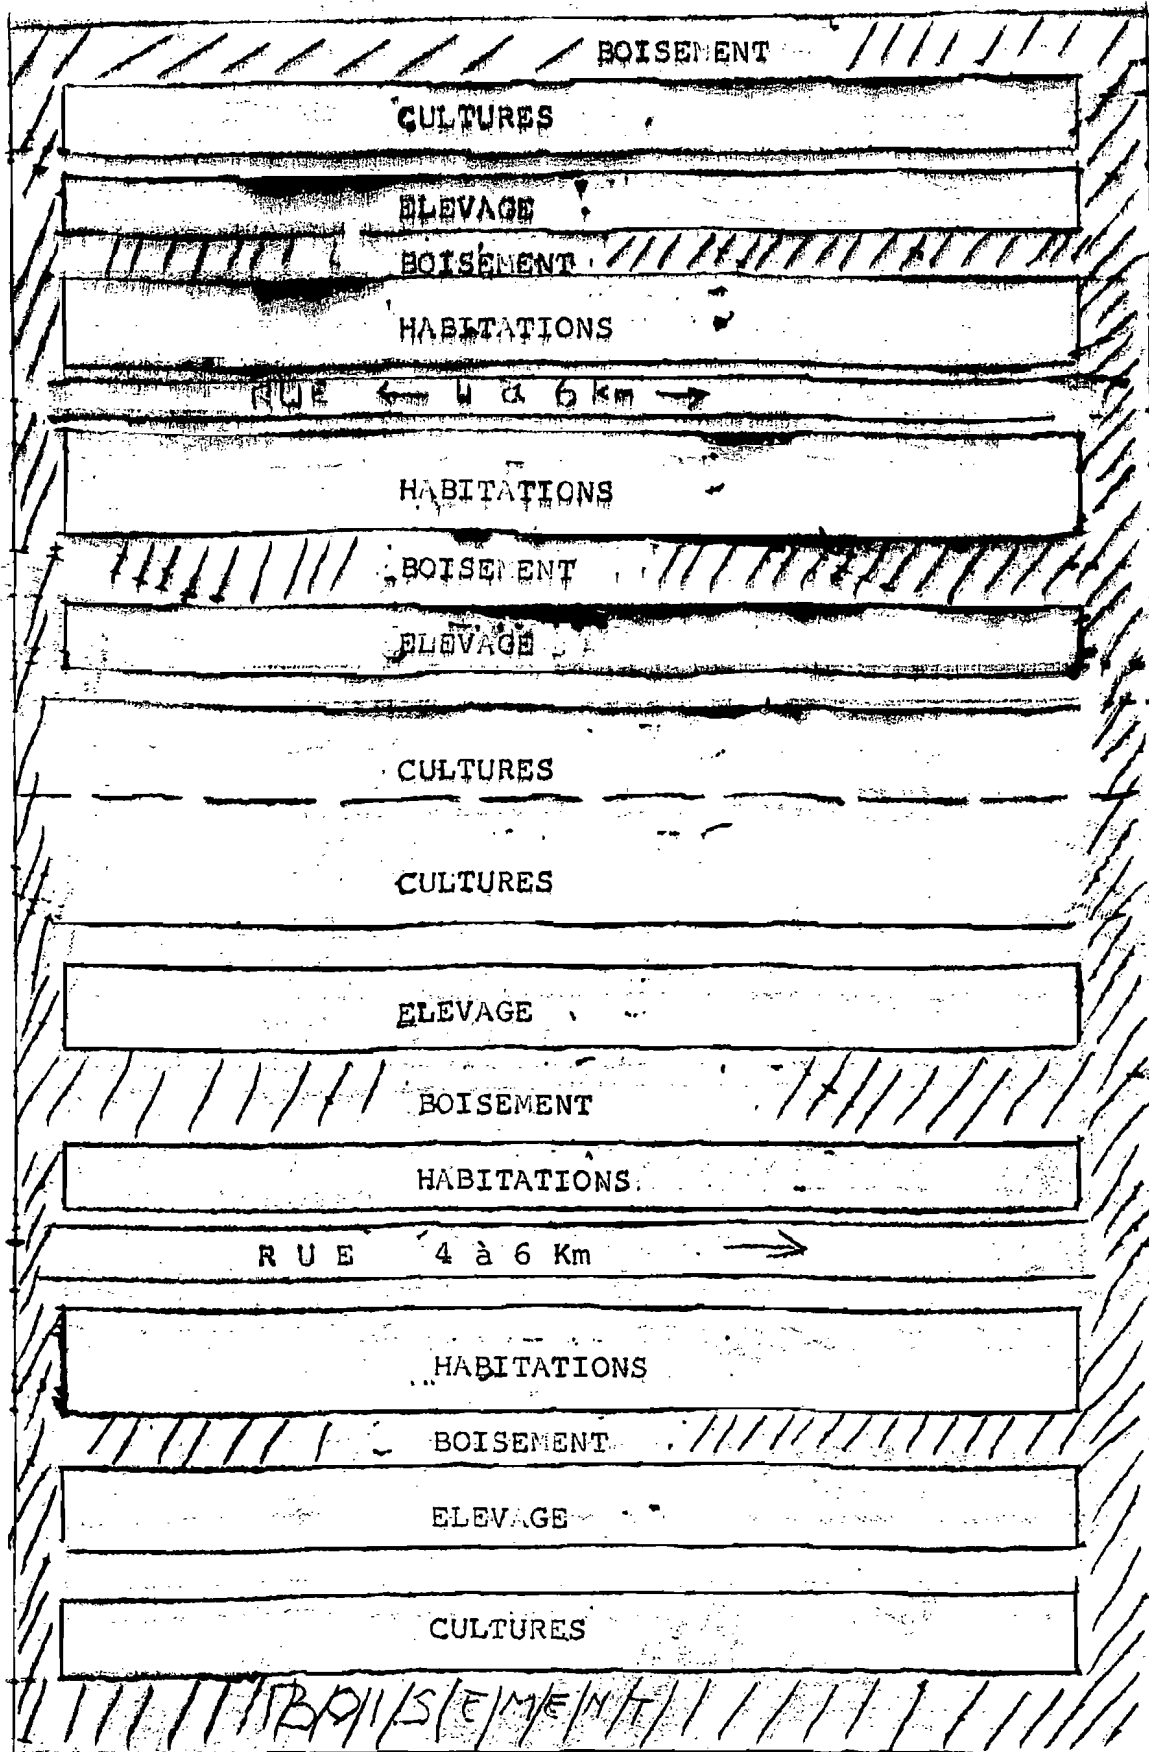 BOISEMENT
CULTURES
ELEVAGE
BOISEMENT
HABITATIONS
RUE ← 4 à 6 km →
HABITATIONS
BOISEMENT
ELEVAGE
CULTURES
CULTURES
ELEVAGE
BOISEMENT
HABITATIONS
RUE 4 à 6 Km →
HABITATIONS
BOISEMENT
ELEVAGE
CULTURES
BOISEMENT